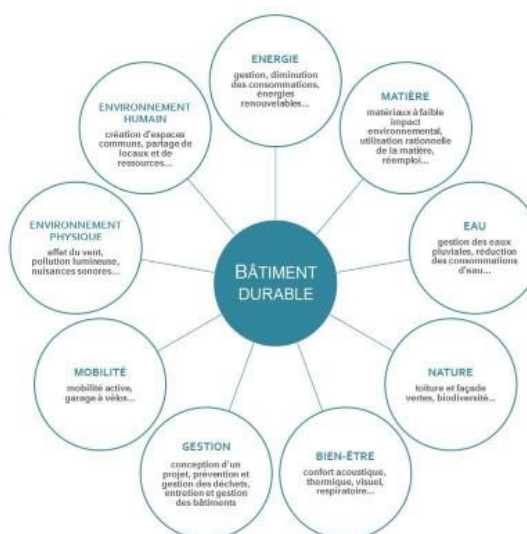 ENERGIE
gestion, diminution
des consommations,
énergies
renouvelables...
MATIÈRE
matériaux à faible
impact
environnemental,
utilisation rationnelle
de la matière,
réemploi...
EAU
gestion des eaux
pluviales, réduction
des consommations
d'eau...
NATURE
toiture et façade
vertes, biodiversité...
BIEN-ÊTRE
confort acoustique,
thermique, visuel,
respiratoire...
GESTION
conception d'un
projet, prévention et
gestion des déchets,
entretien et gestion
des bâtiments
MOBILITÉ
mobilité active,
garage à vélos...
ENVIRONNEMENT
PHYSIQUE
effet du vent,
pollution lumineuse,
nuisances sonores...
ENVIRONNEMENT
HUMAIN
création d'espaces
communs, partage de
locaux et de
ressources...
BÂTIMENT
DURABLE